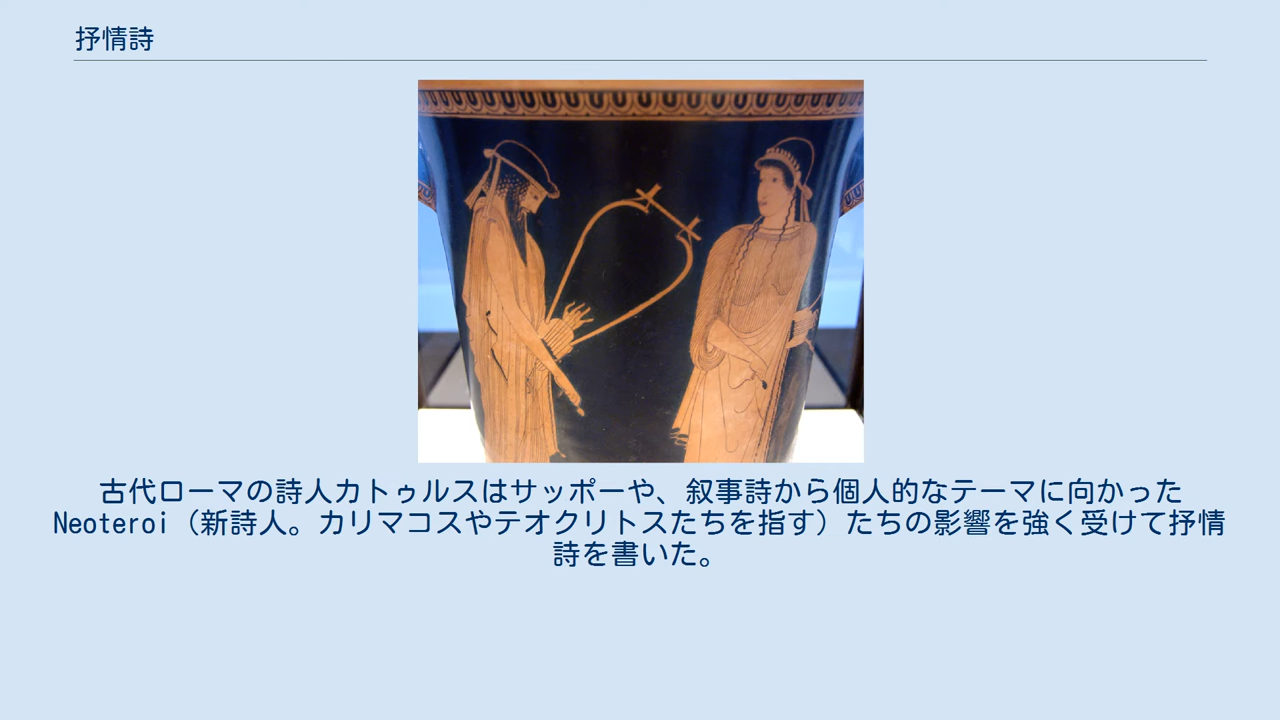 抒情詩
古代ローマの詩人カトゥルスはサッポーや、叙事詩から個人的なテーマに向かった
Neoteroi（新詩人。カリマコスやテオクリトスたちを指す）たちの影響を強く受けて抒情
詩を書いた。